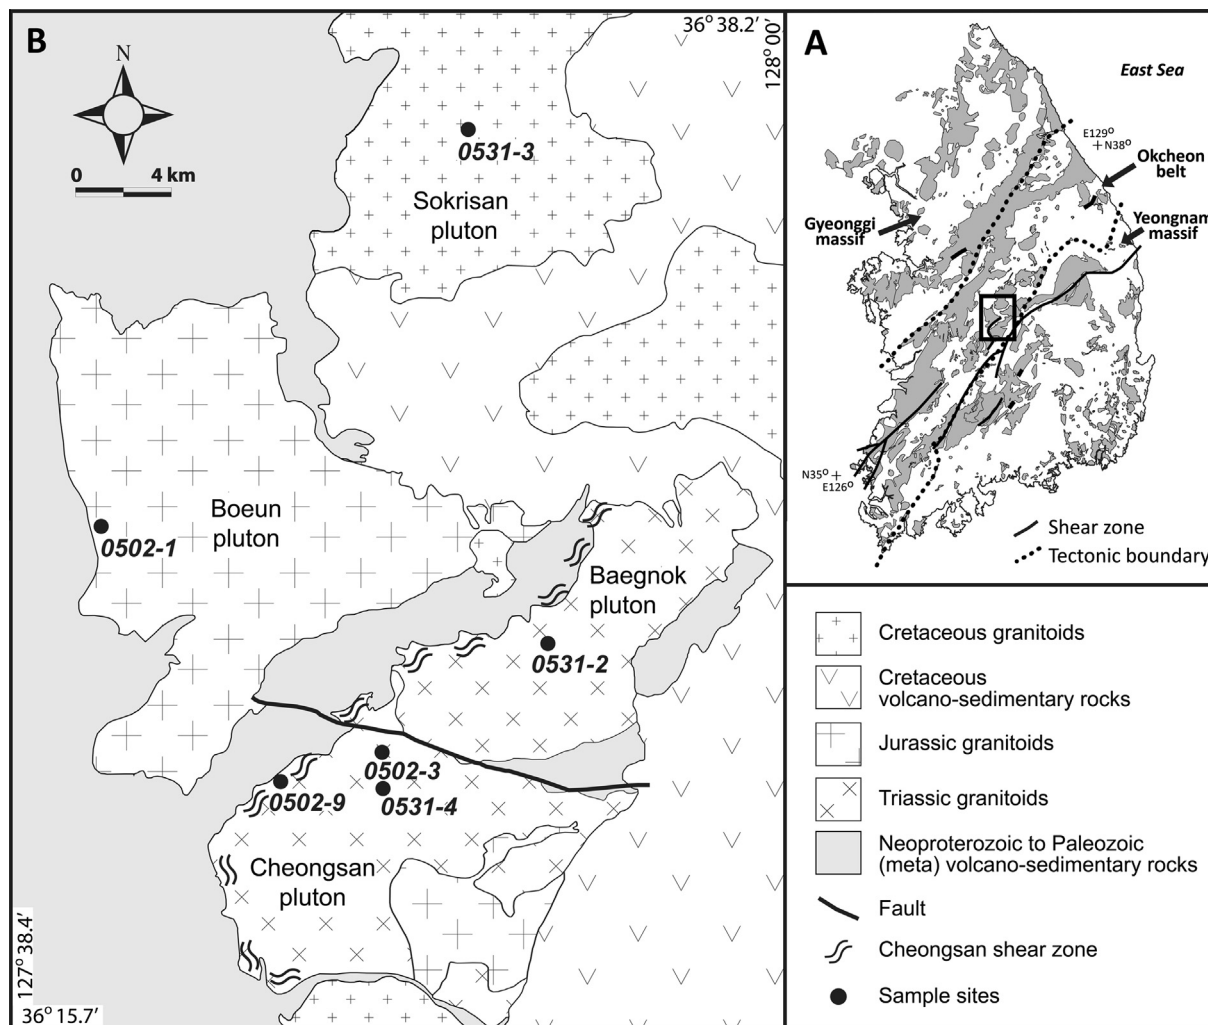 B
N
0
4 km
36° 38.2'
128° 00'
0531-3
Sokrisan
pluton
Boeun
pluton
0502-1
Baegnok
pluton
0531-2
0502-3
0502-9
0531-4
Cheongsan
pluton
127° 38.4'
36° 15.7'
A
East Sea
E129°
+N38°
Okcheon
belt
Gyeonggi
massif
Yeongnam
massif
N35°+
E126°
Shear zone
Tectonic boundary
Cretaceous granitoids
Cretaceous
volcano-sedimentary rocks
Jurassic granitoids
Triassic granitoids
Neoproterozoic to Paleozoic
(meta) volcano-sedimentary rocks
Fault
Cheongsan shear zone
Sample sites